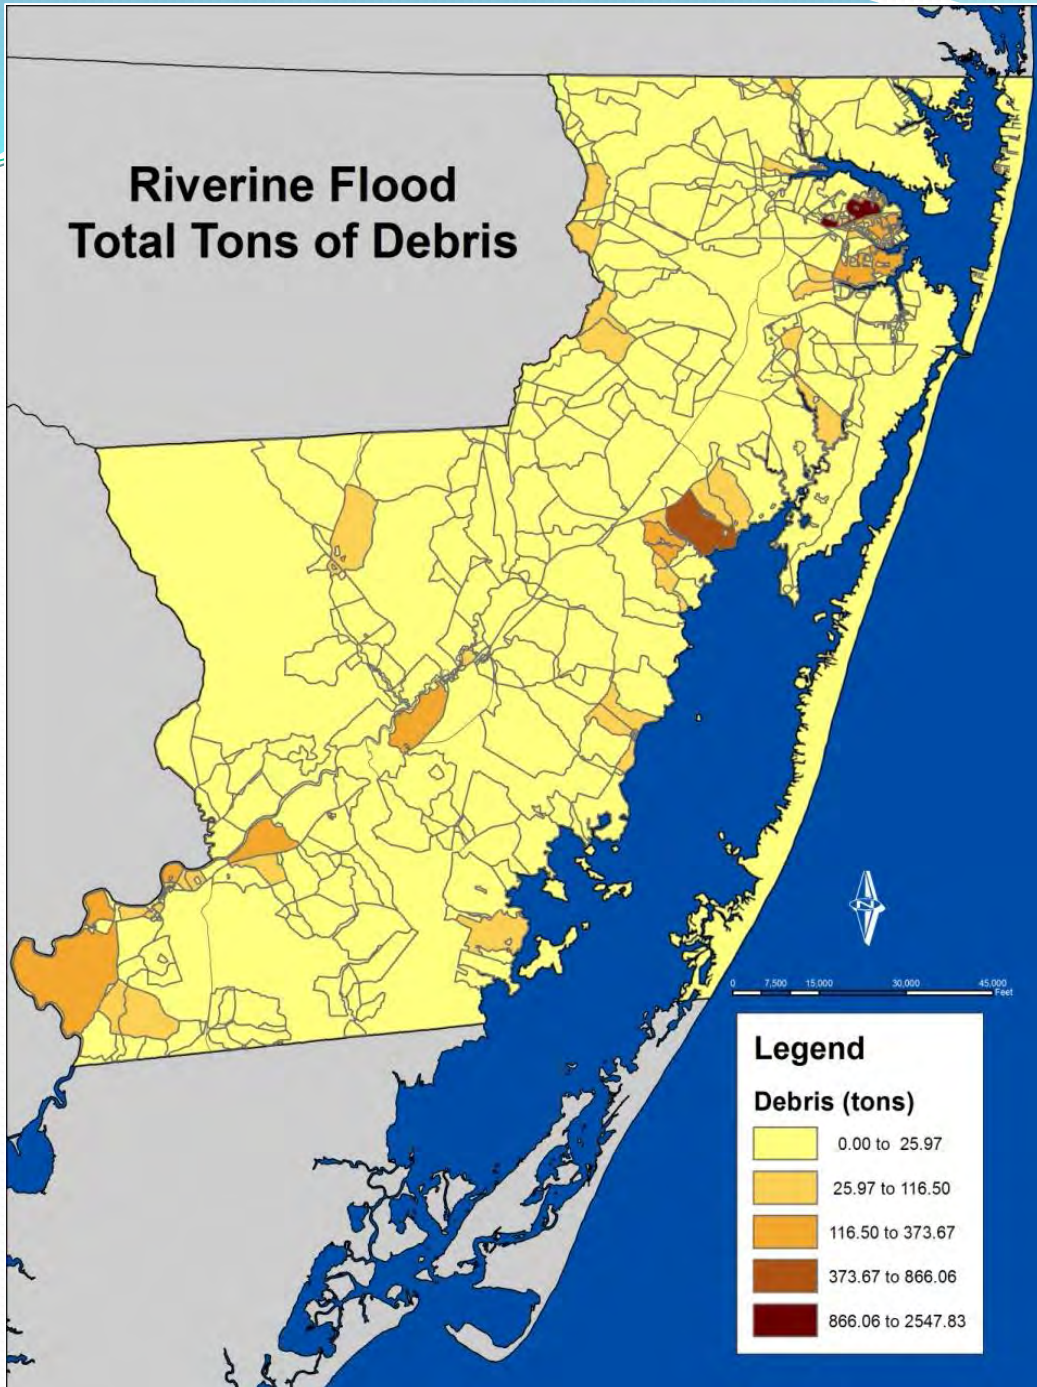 Riverine Flood
Total Tons of Debris
N
0 7,500 15,000 30,000 45,000
Feet
Legend
Debris (tons)
0.00 to 25.97
25.97 to 116.50
116.50 to 373.67
373.67 to 866.06
866.06 to 2547.83